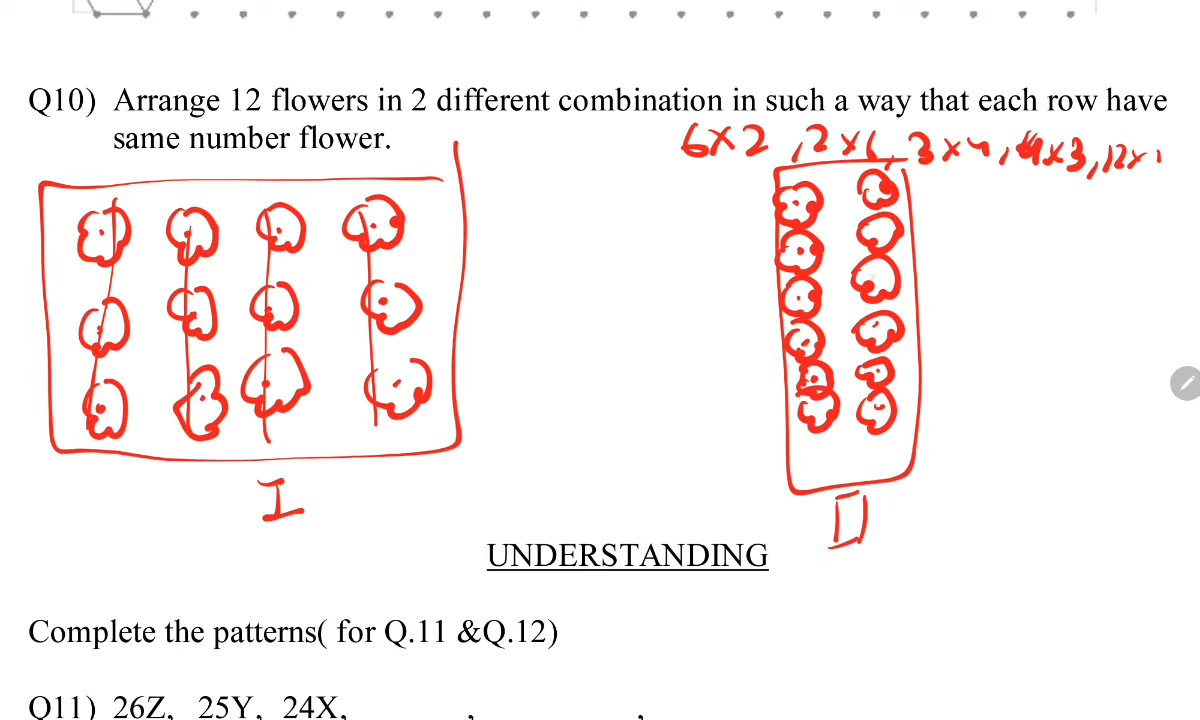 Q10) Arrange 12 flowers in 2 different combination in such a way that each row have
same number flower.
6×2 , 2×6, 3×4, 4×3, 12×1
I
II
UNDERSTANDING
Complete the patterns( for Q.11 &Q.12)
Q11) 26Z, 25Y, 24X, , ,